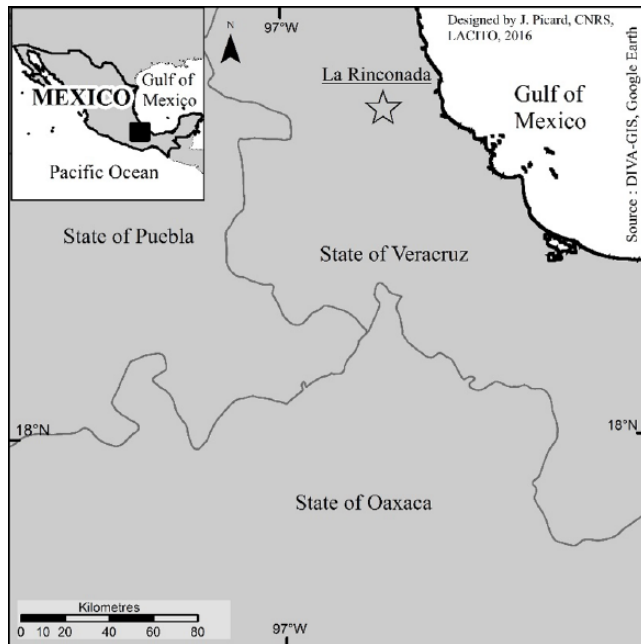 97°W
Designed by J. Picard, CNRS,
LACITO, 2016
N
La Rinconada
Gulf of
Mexico
MEXICO
Gulf of
Mexico
Pacific Ocean
Source : DIVA-GIS, Google Earth
State of Puebla
State of Veracruz
18°N
18°N
State of Oaxaca
Kilometres
0 10 20 40 60 80
97°W